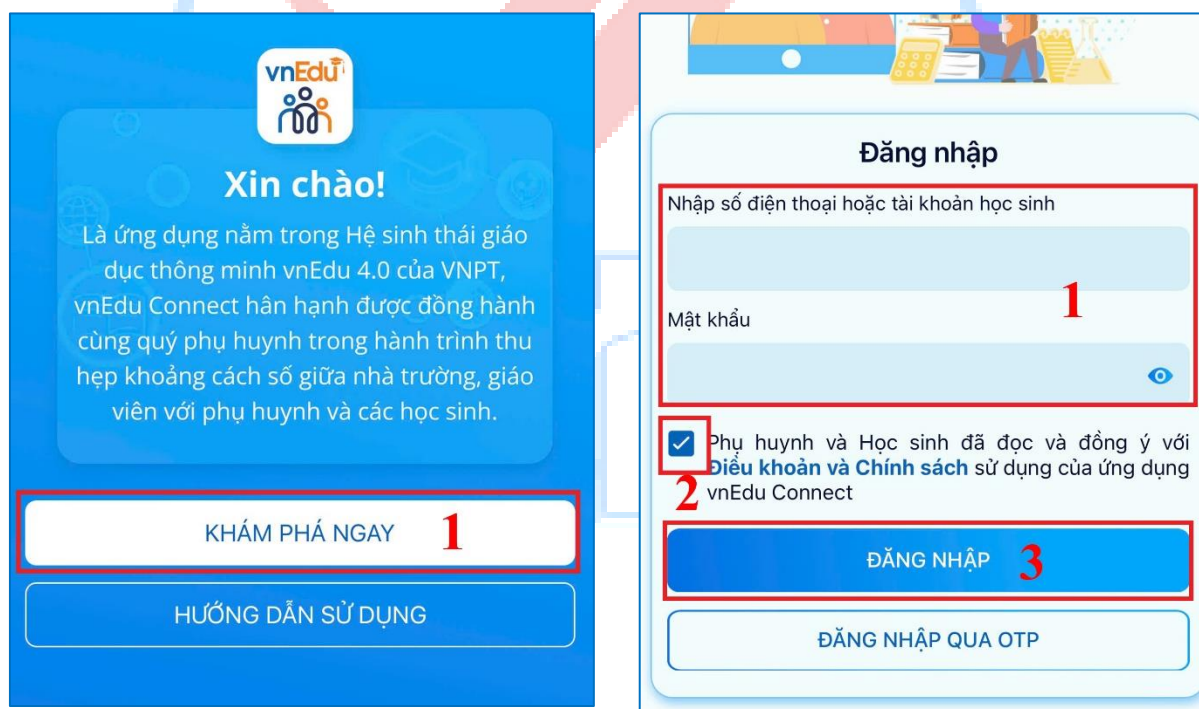 vnEdu
Xin chào!
Là ứng dụng nằm trong Hệ sinh thái giáo
dục thông minh vnEdu 4.0 của VNPT,
vnEdu Connect hân hạnh được đồng hành
cùng quý phụ huynh trong hành trình thu
hẹp khoảng cách số giữa nhà trường, giáo
viên với phụ huynh và các học sinh.
KHÁM PHÁ NGAY 1
HƯỚNG DẪN SỬ DỤNG
Đăng nhập
Nhập số điện thoại hoặc tài khoản học sinh
1
Mật khẩu
Phụ huynh và Học sinh đã đọc và đồng ý với
Điều khoản và Chính sách sử dụng của ứng dụng
2 vnEdu Connect
ĐĂNG NHẬP 3
ĐĂNG NHẬP QUA OTP